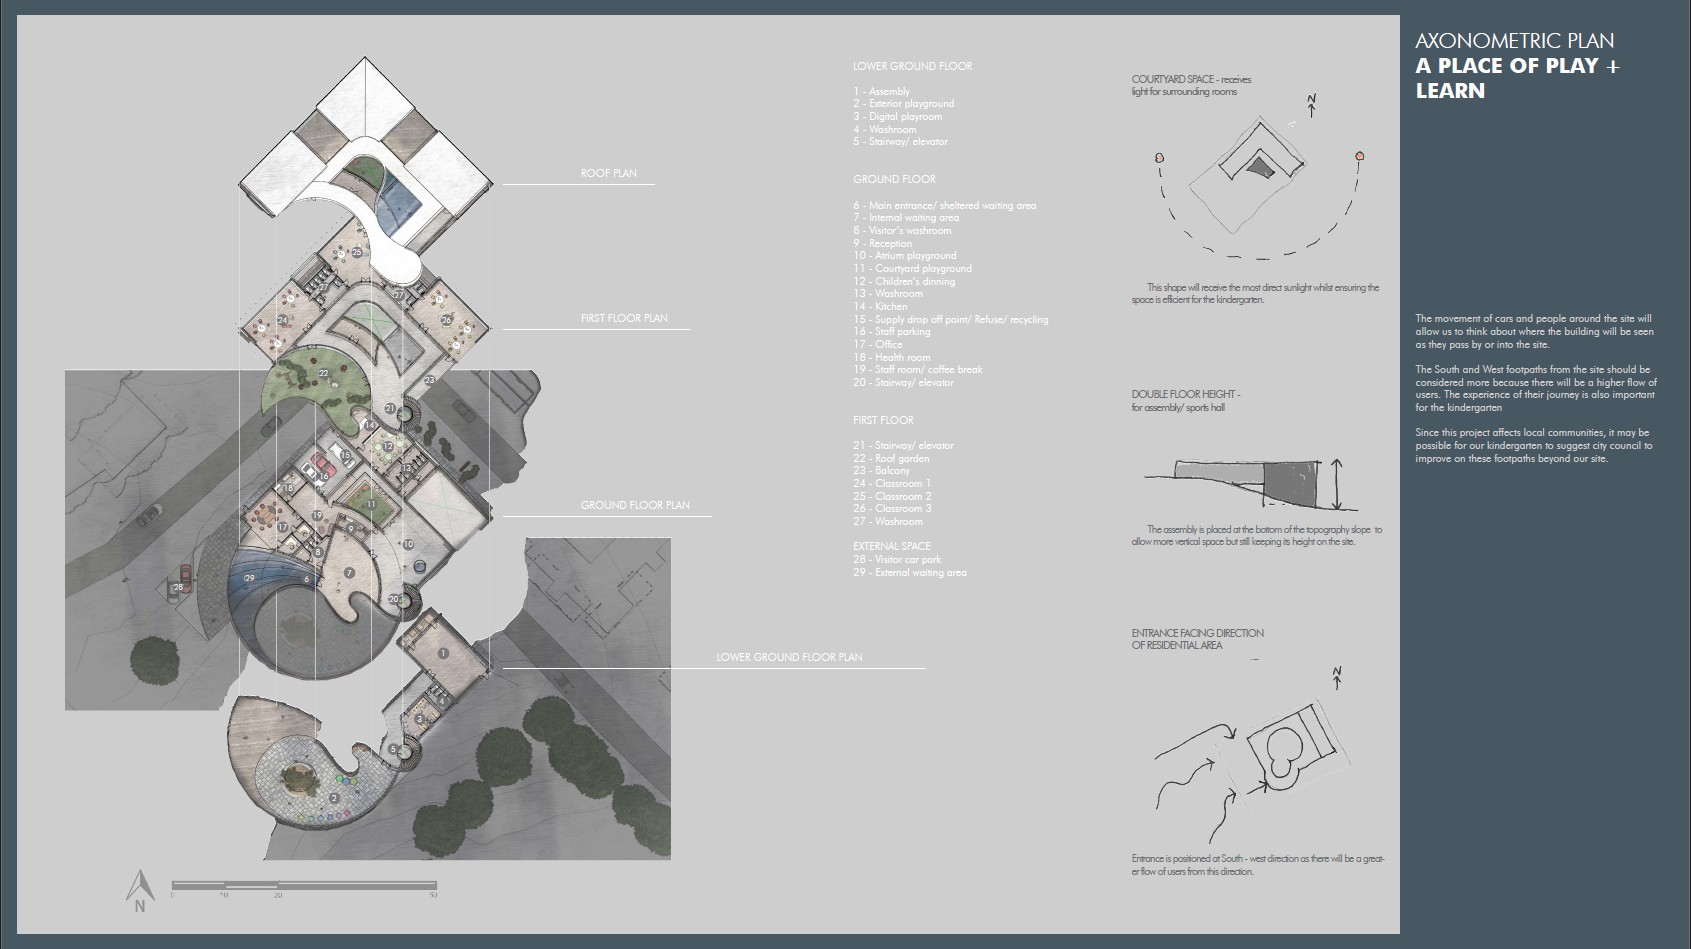 AXONOMETRIC PLAN
A PLACE OF PLAY +
LEARN
ROOF PLAN
FIRST FLOOR PLAN
GROUND FLOOR PLAN
LOWER GROUND FLOOR PLAN
25
27
27
24
26
22
23
21
14
12
15
13
16
18
11
19
17
9
8
10
7
29
6
28
20
1
4
3
5
2
N
0
10
20
50
LOWER GROUND FLOOR
1 - Assembly
2 - Exterior playground
3 - Digital playroom
4 - Washroom
5 - Stairway/ elevator
GROUND FLOOR
6 - Main entrance/ sheltered waiting area
7 - Internal waiting area
8 - Visitor's washroom
9 - Reception
10 - Atrium playground
11 - Courtyard playground
12 - Children's dinning
13 - Washroom
14 - Kitchen
15 - Supply drop off point/ Refuse/ recycling
16 - Staff parking
17 - Office
18 - Health room
19 - Staff room/ coffee break
20 - Stairway/ elevator
FIRST FLOOR
21 - Stairway/ elevator
22 - Roof garden
23 - Balcony
24 - Classroom 1
25 - Classroom 2
26 - Classroom 3
27 - Washroom
EXTERNAL SPACE
28 - Visitor car park
29 - External waiting area
COURTYARD SPACE - receives
light for surrounding rooms
N
This shape will receive the most direct sunlight whilst ensuring the
space is efficient for the kindergarten.
DOUBLE FLOOR HEIGHT -
for assembly/ sports hall
The assembly is placed at the bottom of the topography slope to
allow more vertical space but still keeping its height on the site.
ENTRANCE FACING DIRECTION
OF RESIDENTIAL AREA
N
Entrance is positioned at South - west direction as there will be a great-
er flow of users from this direction.
The movement of cars and people around the site will
allow us to think about where the building will be seen
as they pass by or into the site.
The South and West footpaths from the site should be
considered more because there will be a higher flow of
users. The experience of their journey is also important
for the kindergarten
Since this project affects local communities, it may be
possible for our kindergarten to suggest city council to
improve on these footpaths beyond our site.